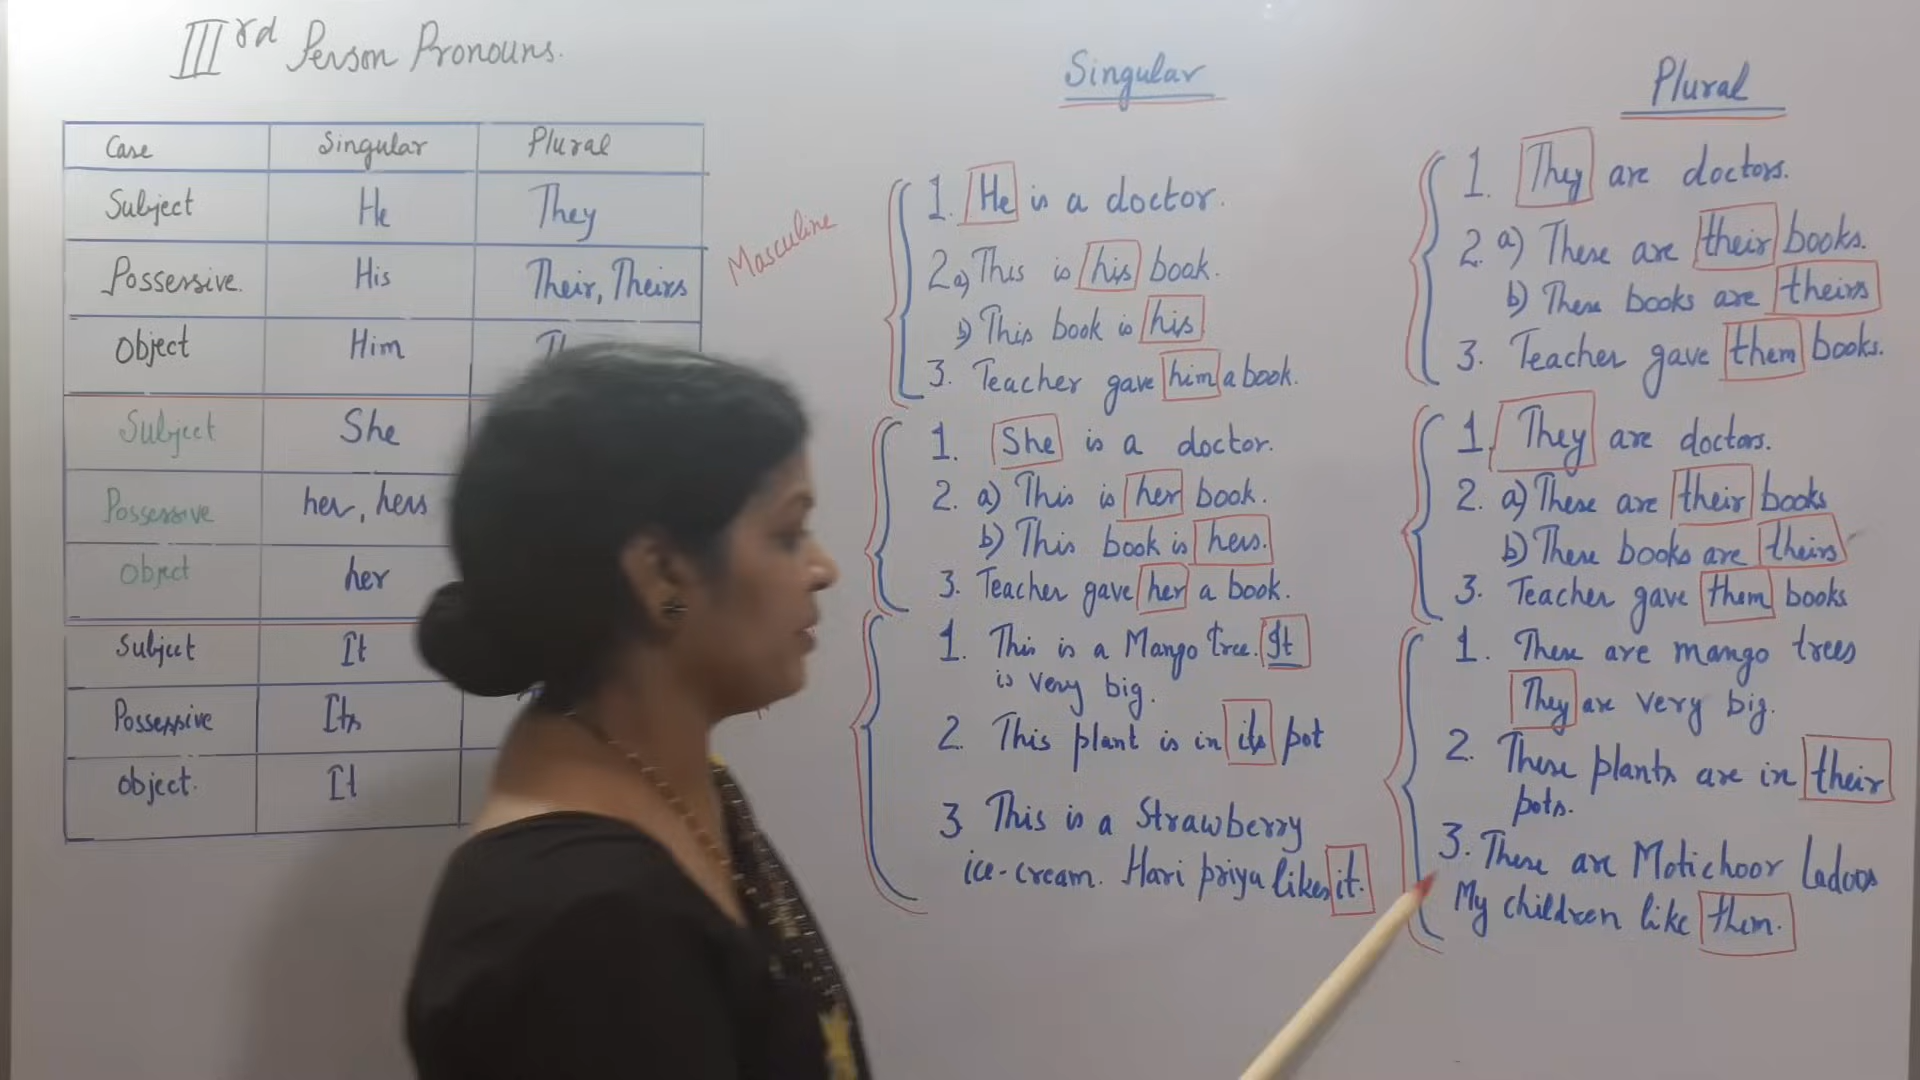 IIIrd Person Pronouns.
Case Singular Plural
Subject He They
Possessive. His Their, Theirs
Object Him
Subject She
Possessive her, hers
Object her
Subject It
Possessive Its
Object. It
Masculine
Singular
1. He is a doctor.
2 a) This is his book.
b) This book is his
3. Teacher gave him a book.
1. She is a doctor.
2. a) This is her book.
b) This book is hers.
3. Teacher gave her a book.
1. This is a Mango tree. It
is very big.
2. This plant is in its pot
3 This is a Strawberry
ice-cream. Hari priya likes it.
Plural
1. They are doctors.
2. a) These are their books.
b) These books are theirs
3. Teacher gave them books.
1. They are doctors.
2. a) These are their books
b) These books are theirs
3. Teacher gave them books
1. These are mango trees
They are very big.
2. These plants are in their
pots.
3. These are Motichoor ladoos
My children like them.